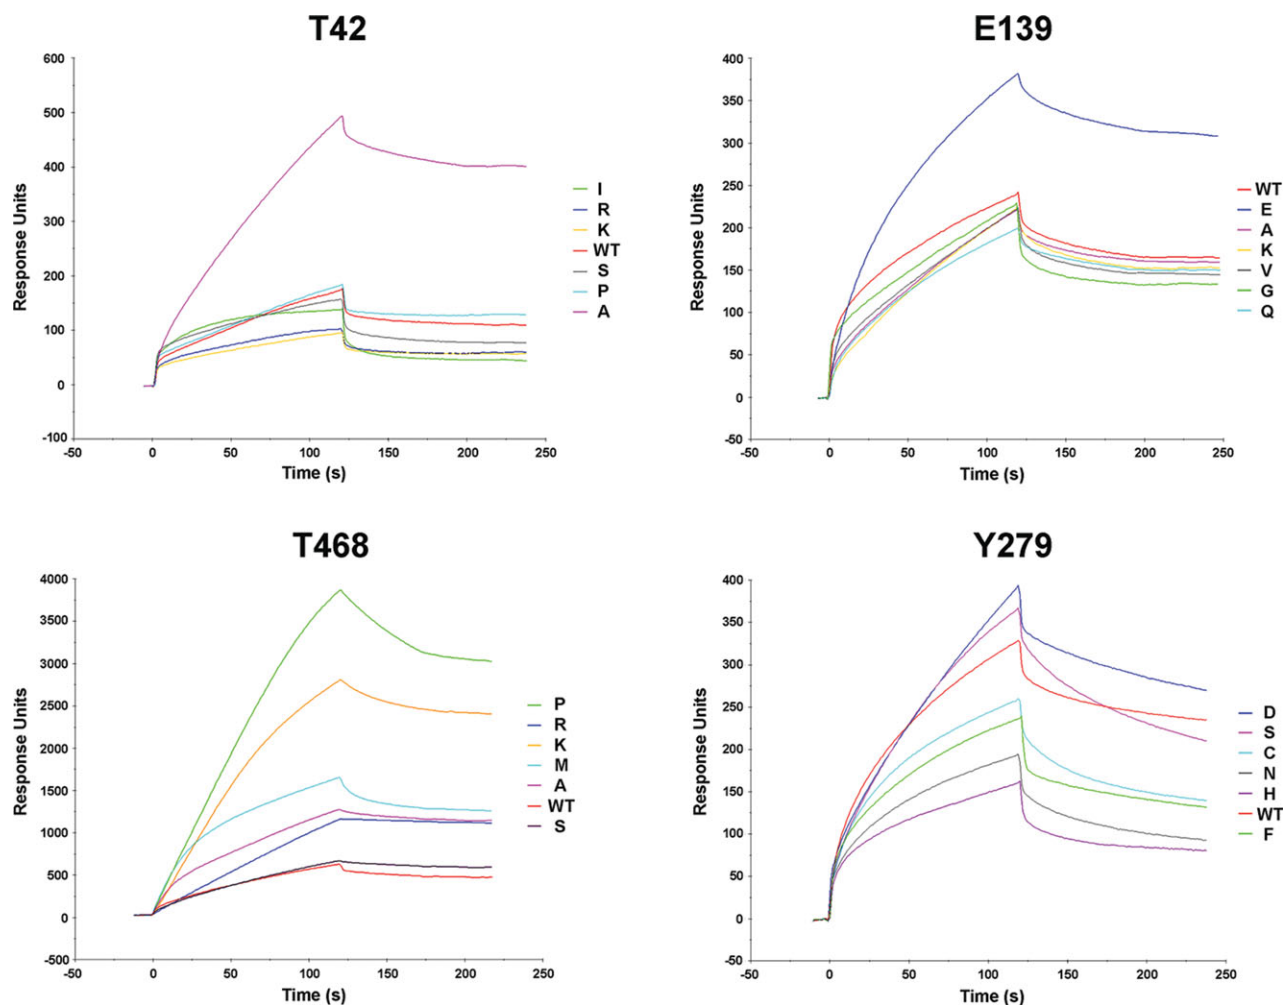 T42
600
500
400
300
200
100
0
-100
-50
0
50
100
150
200
250
Response Units
Time (s)
I
R
K
WT
S
P
A
E139
400
350
300
250
200
150
100
50
0
-50
-50
0
50
100
150
200
250
Response Units
Time (s)
WT
E
A
K
V
G
Q
T468
4000
3500
3000
2500
2000
1500
1000
500
0
-500
-50
0
50
100
150
200
250
Response Units
Time (s)
P
R
K
M
A
WT
S
Y279
400
350
300
250
200
150
100
50
0
-50
-50
0
50
100
150
200
250
Response Units
Time (s)
D
S
C
N
H
WT
F